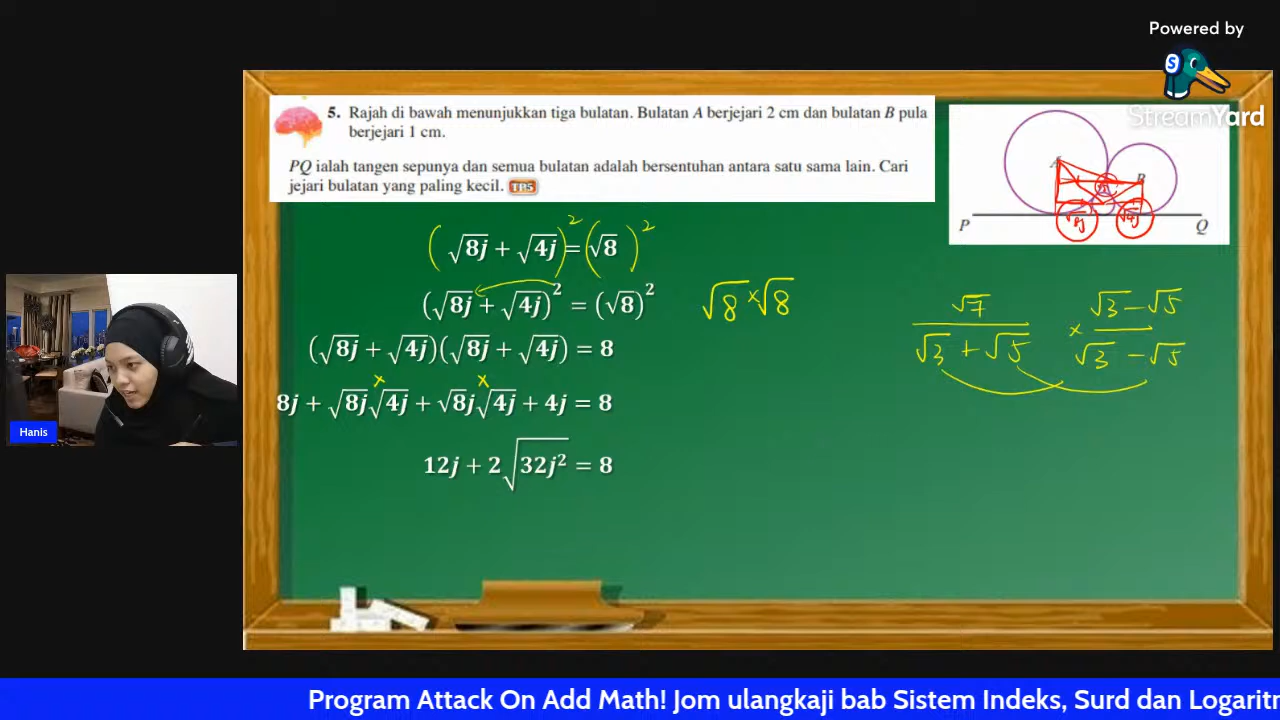 Powered by
StreamYard
5. Rajah di bawah menunjukkan tiga bulatan. Bulatan A berjejari 2 cm dan bulatan B pula
berjejari 1 cm.
PQ ialah tangen sepunya dan semua bulatan adalah bersentuhan antara satu sama lain. Cari
jejari bulatan yang paling kecil. TP5
A
B
√8j √4j
P Q
(√8j + √4j)² = (√8)²
(√8j + √4j)² = (√8)²
√8 × √8
√7 / (√3 + √5) × (√3 − √5) / (√3 − √5)
(√8j + √4j)(√8j + √4j) = 8
8j + √8j√4j + √8j√4j + 4j = 8
12j + 2√32j² = 8
Hanis
Program Attack On Add Math! Jom ulangkaji bab Sistem Indeks, Surd dan Logarit